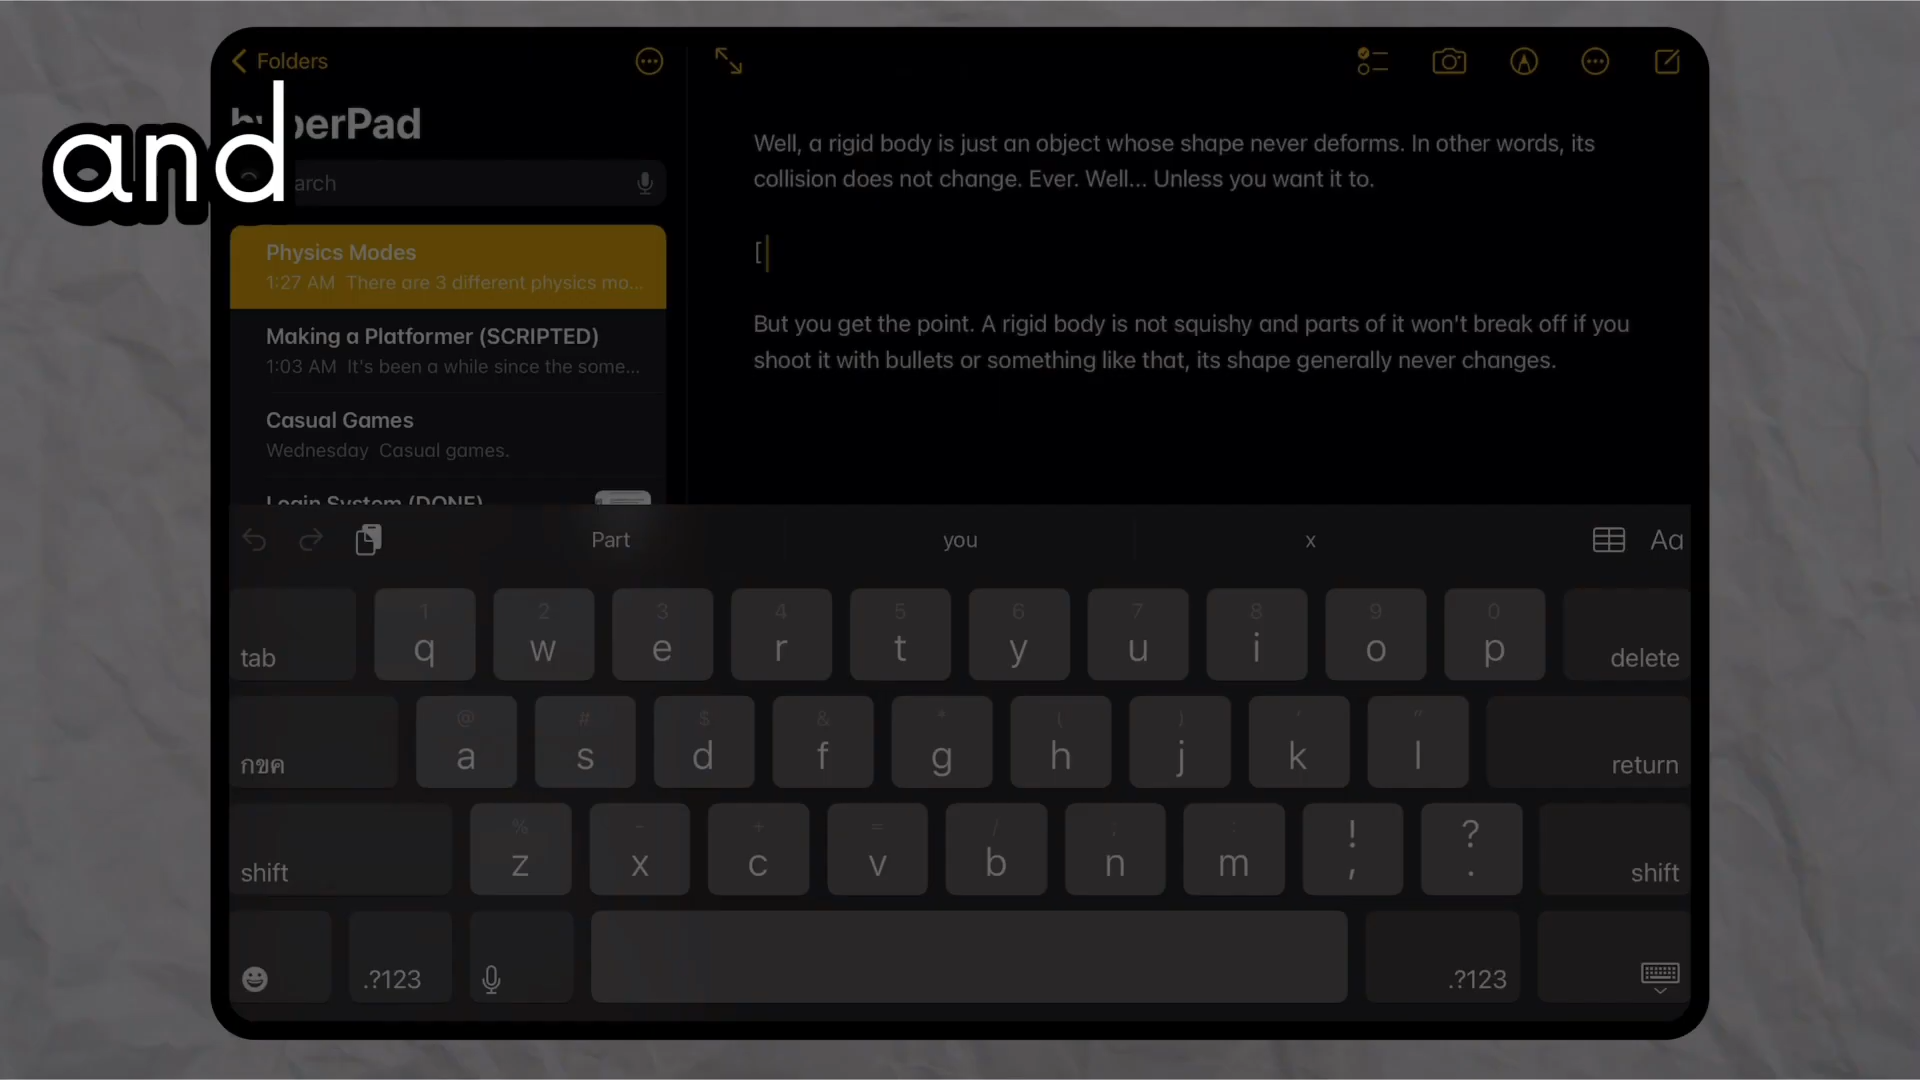 Folders
and
hyperPad
Search
Physics Modes
1:27 AM There are 3 different physics mo...
Making a Platformer (SCRIPTED)
1:03 AM It's been a while since the some...
Casual Games
Wednesday Casual games.
Login System (DONE)
Well, a rigid body is just an object whose shape never deforms. In other words, its
collision does not change. Ever. Well... Unless you want it to.
[
But you get the point. A rigid body is not squishy and parts of it won't break off if you
shoot it with bullets or something like that, its shape generally never changes.
Part you x Aa
1 2 3 4 5 6 7 8 9 0
tab q w e r t y u i o p delete
@ # $ & * ( ) ' "
กขค a s d f g h j k l return
% - + = / ; : ! ?
shift z x c v b n m , . shift
.?123 .?123